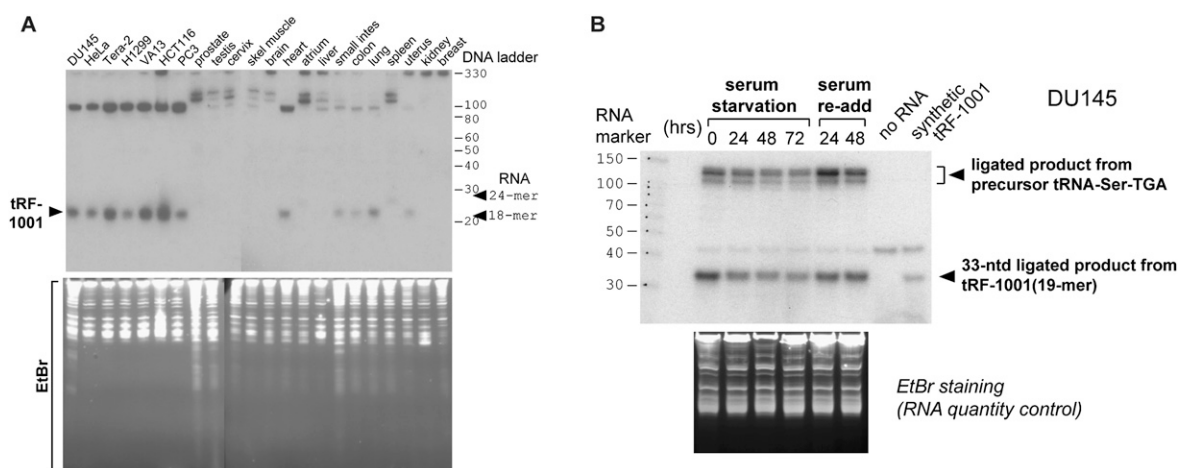 A
DU145
HeLa
Tera-2
H1299
VA13
HCT116
PC3
prostate
testis
cervix
skel muscle
brain
heart
atrium
liver
small intes
colon
lung
spleen
uterus
kidney
breast
DNA ladder
330
100
80
60
50
40
30
20
RNA
24-mer
18-mer
tRF-
1001
EtBr
B
serum
starvation
serum
re-add
DU145
RNA
marker
(hrs)
0 24 48 72 24 48
no RNA
synthetic
tRF-1001
150
100
70
50
40
30
ligated product from
precursor tRNA-Ser-TGA
33-ntd ligated product from
tRF-1001(19-mer)
EtBr staining
(RNA quantity control)